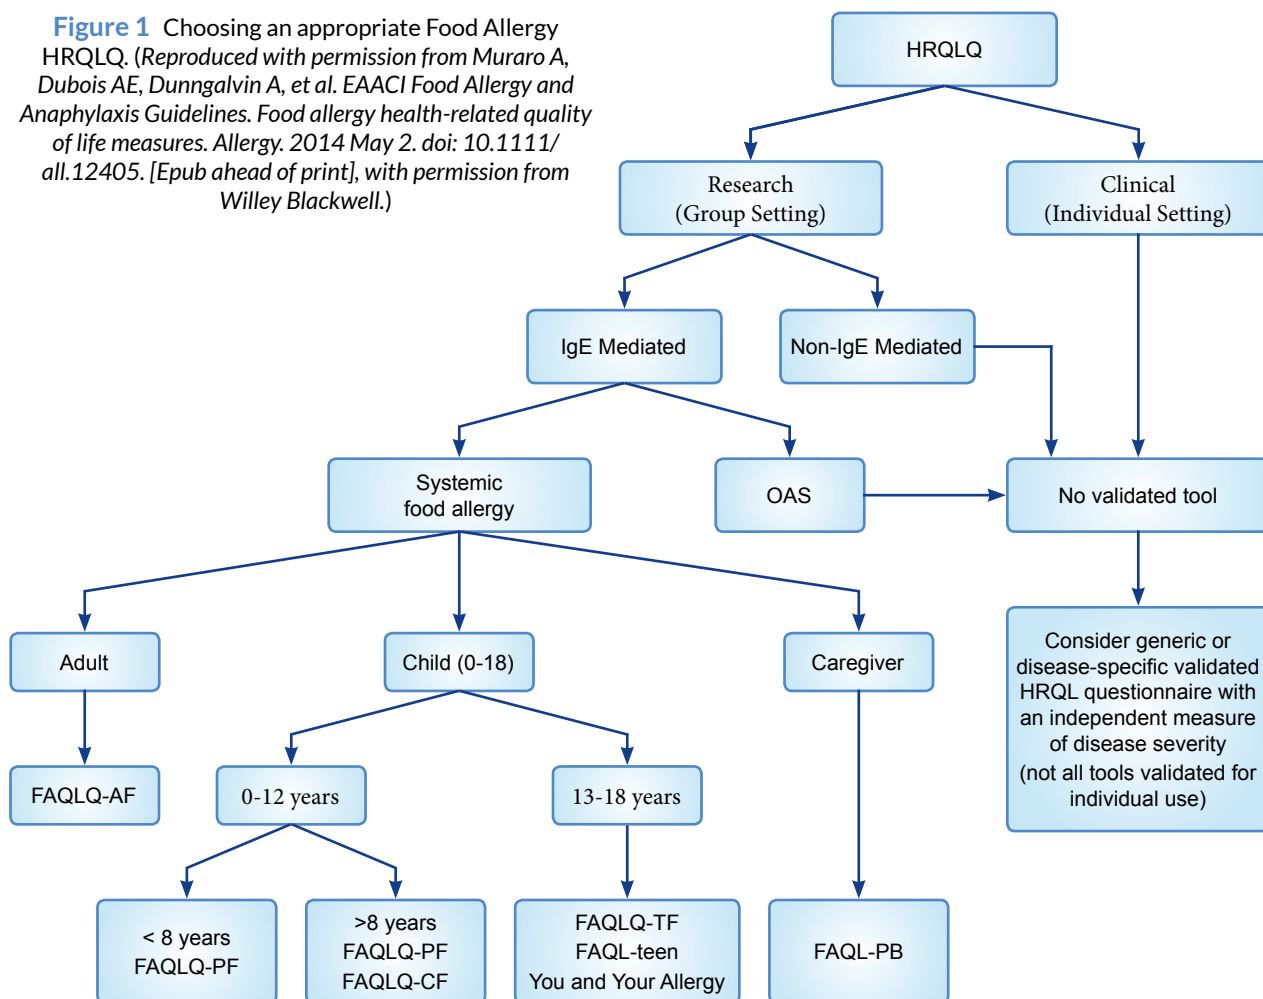 Figure 1 Choosing an appropriate Food Allergy
HRQLQ. (Reproduced with permission from Muraro A,
Dubois AE, Dunngalvin A, et al. EAACI Food Allergy and
Anaphylaxis Guidelines. Food allergy health-related quality
of life measures. Allergy. 2014 May 2. doi: 10.1111/
all.12405. [Epub ahead of print], with permission from
Willey Blackwell.)
HRQLQ
Research
(Group Setting)
Clinical
(Individual Setting)
IgE Mediated
Non-IgE Mediated
Systemic
food allergy
OAS
No validated tool
Adult
Child (0-18)
Caregiver
Consider generic or
disease-specific validated
HRQL questionnaire with
an independent measure
of disease severity
(not all tools validated for
individual use)
FAQLQ-AF
0-12 years
13-18 years
< 8 years
FAQLQ-PF
>8 years
FAQLQ-PF
FAQLQ-CF
FAQLQ-TF
FAQL-teen
You and Your Allergy
FAQL-PB